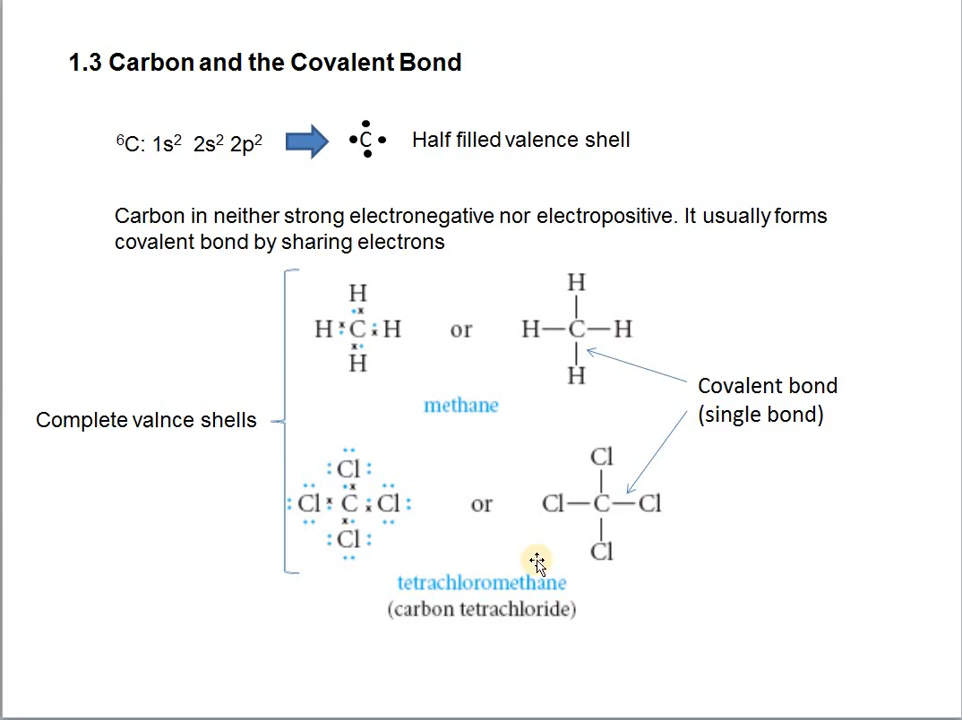 1.3 Carbon and the Covalent Bond
⁶C: 1s² 2s² 2p²
C
Half filled valence shell
Carbon in neither strong electronegative nor electropositive. It usually forms
covalent bond by sharing electrons
H
H C H
H
or
H
H—C—H
H
methane
Covalent bond
(single bond)
Complete valnce shells
Cl
Cl C Cl
Cl
or
Cl
Cl—C—Cl
Cl
tetrachloromethane
(carbon tetrachloride)